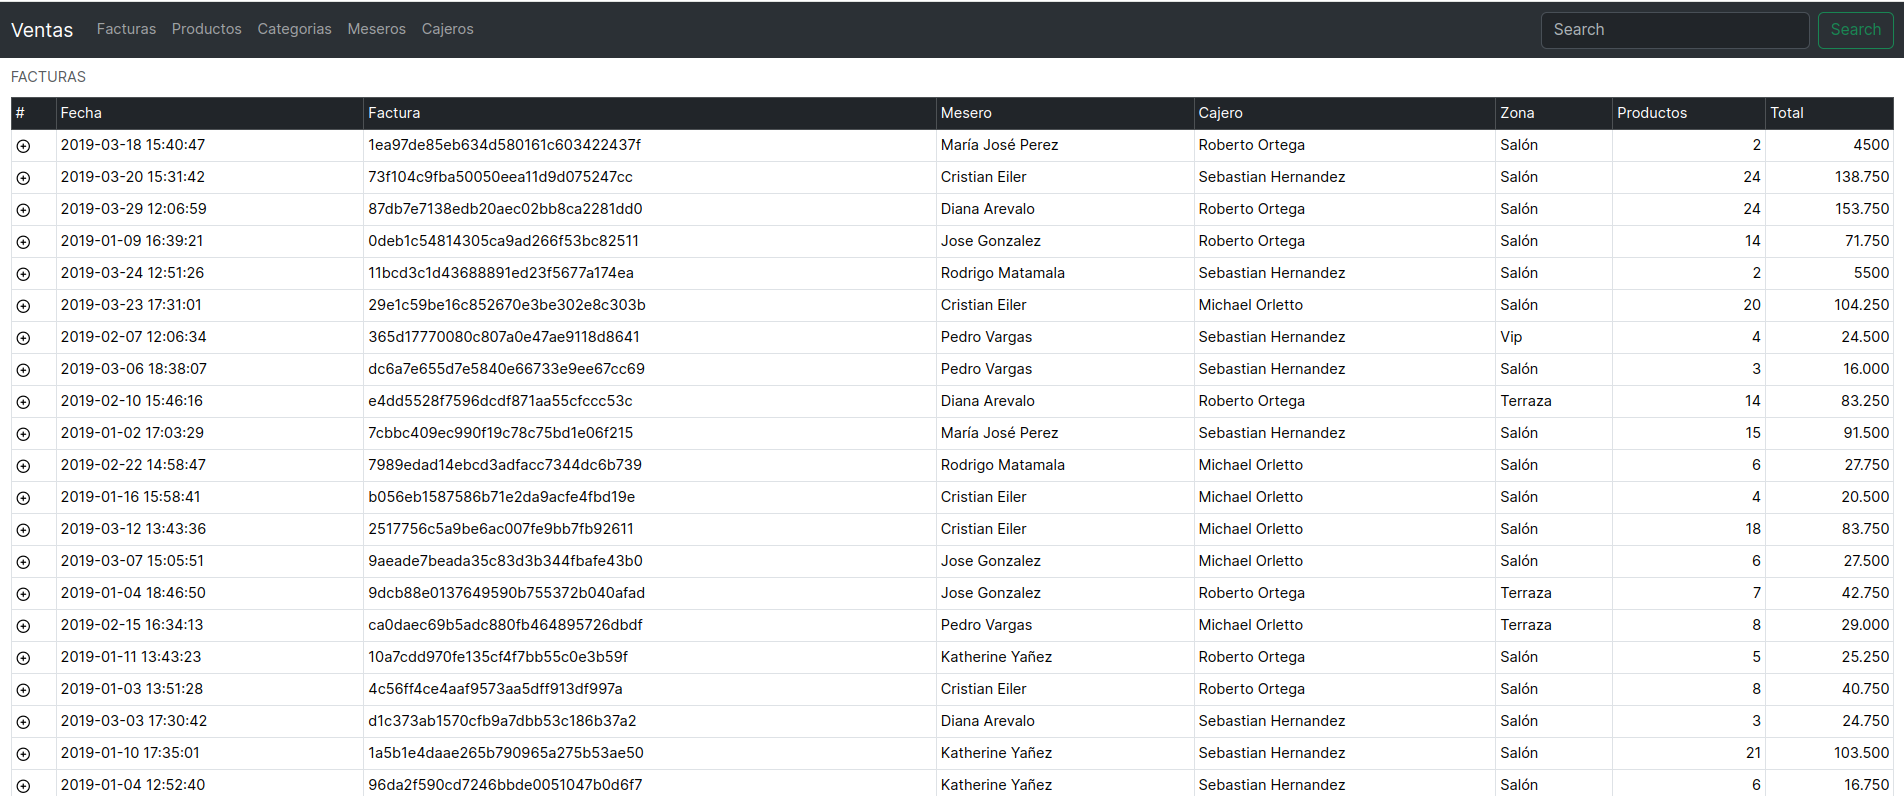 Ventas Facturas Productos Categorias Meseros Cajeros Search Search
FACTURAS
# Fecha Factura Mesero Cajero Zona Productos Total
2019-03-18 15:40:47 1ea97de85eb634d580161c603422437f María José Perez Roberto Ortega Salón 2 4500
2019-03-20 15:31:42 73f104c9fba50050eea11d9d075247cc Cristian Eiler Sebastian Hernandez Salón 24 138.750
2019-03-29 12:06:59 87db7e7138edb20aec02bb8ca2281dd0 Diana Arevalo Roberto Ortega Salón 24 153.750
2019-01-09 16:39:21 0deb1c54814305ca9ad266f53bc82511 Jose Gonzalez Roberto Ortega Salón 14 71.750
2019-03-24 12:51:26 11bcd3c1d43688891ed23f5677a174ea Rodrigo Matamala Sebastian Hernandez Salón 2 5500
2019-03-23 17:31:01 29e1c59be16c852670e3be302e8c303b Cristian Eiler Michael Orletto Salón 20 104.250
2019-02-07 12:06:34 365d17770080c807a0e47ae9118d8641 Pedro Vargas Sebastian Hernandez Vip 4 24.500
2019-03-06 18:38:07 dc6a7e655d7e5840e66733e9ee67cc69 Pedro Vargas Sebastian Hernandez Salón 3 16.000
2019-02-10 15:46:16 e4dd5528f7596dcdf871aa55cfccc53c Diana Arevalo Roberto Ortega Terraza 14 83.250
2019-01-02 17:03:29 7cbbc409ec990f19c78c75bd1e06f215 María José Perez Sebastian Hernandez Salón 15 91.500
2019-02-22 14:58:47 7989edad14ebcd3adfacc7344dc6b739 Rodrigo Matamala Michael Orletto Salón 6 27.750
2019-01-16 15:58:41 b056eb1587586b71e2da9acfe4fbd19e Cristian Eiler Michael Orletto Salón 4 20.500
2019-03-12 13:43:36 2517756c5a9be6ac007fe9bb7fb92611 Cristian Eiler Michael Orletto Salón 18 83.750
2019-03-07 15:05:51 9aeade7beada35c83d3b344fbafe43b0 Jose Gonzalez Michael Orletto Salón 6 27.500
2019-01-04 18:46:50 9dcb88e0137649590b755372b040afad Jose Gonzalez Roberto Ortega Terraza 7 42.750
2019-02-15 16:34:13 ca0daec69b5adc880fb464895726dbdf Pedro Vargas Michael Orletto Terraza 8 29.000
2019-01-11 13:43:23 10a7cdd970fe135cf4f7bb55c0e3b59f Katherine Yañez Roberto Ortega Salón 5 25.250
2019-01-03 13:51:28 4c56ff4ce4aaf9573aa5dff913df997a Cristian Eiler Roberto Ortega Salón 8 40.750
2019-03-03 17:30:42 d1c373ab1570cfb9a7dbb53c186b37a2 Diana Arevalo Sebastian Hernandez Salón 3 24.750
2019-01-10 17:35:01 1a5b1e4daae265b790965a275b53ae50 Katherine Yañez Sebastian Hernandez Salón 21 103.500
2019-01-04 12:52:40 96da2f590cd7246bbde0051047b0d6f7 Katherine Yañez Sebastian Hernandez Salón 6 16.750